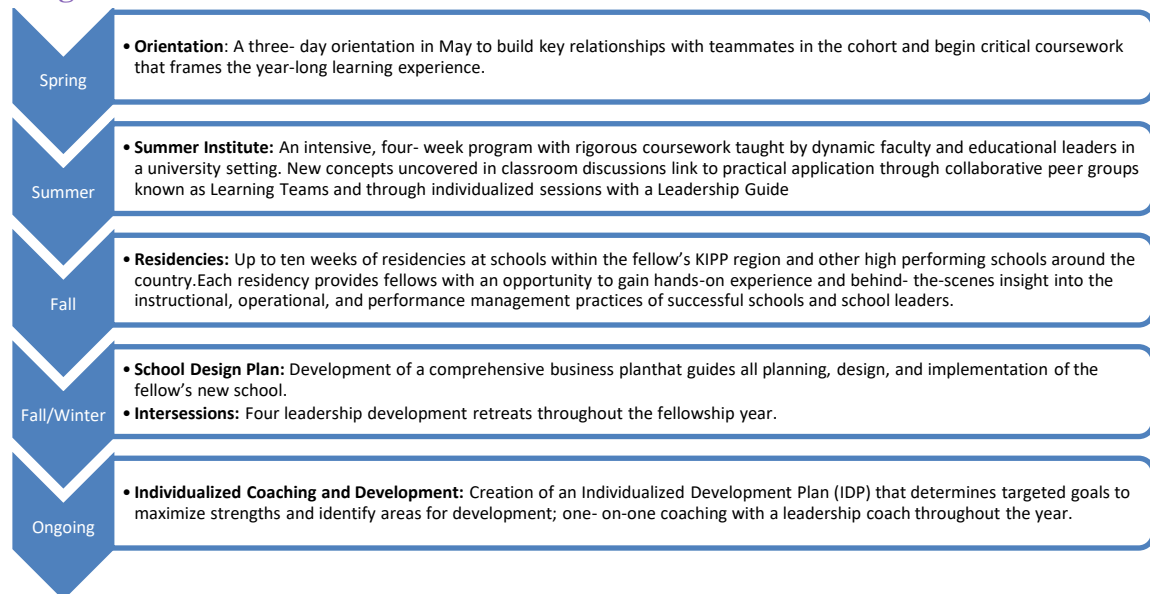 Spring
• Orientation: A three- day orientation in May to build key relationships with teammates in the cohort and begin critical coursework
that frames the year-long learning experience.
Summer
• Summer Institute: An intensive, four- week program with rigorous coursework taught by dynamic faculty and educational leaders in
a university setting. New concepts uncovered in classroom discussions link to practical application through collaborative peer groups
known as Learning Teams and through individualized sessions with a Leadership Guide
Fall
• Residencies: Up to ten weeks of residencies at schools within the fellow's KIPP region and other high performing schools around the
country.Each residency provides fellows with an opportunity to gain hands-on experience and behind- the-scenes insight into the
instructional, operational, and performance management practices of successful schools and school leaders.
Fall/Winter
• School Design Plan: Development of a comprehensive business planthat guides all planning, design, and implementation of the
fellow's new school.
• Intersessions: Four leadership development retreats throughout the fellowship year.
Ongoing
• Individualized Coaching and Development: Creation of an Individualized Development Plan (IDP) that determines targeted goals to
maximize strengths and identify areas for development; one- on-one coaching with a leadership coach throughout the year.